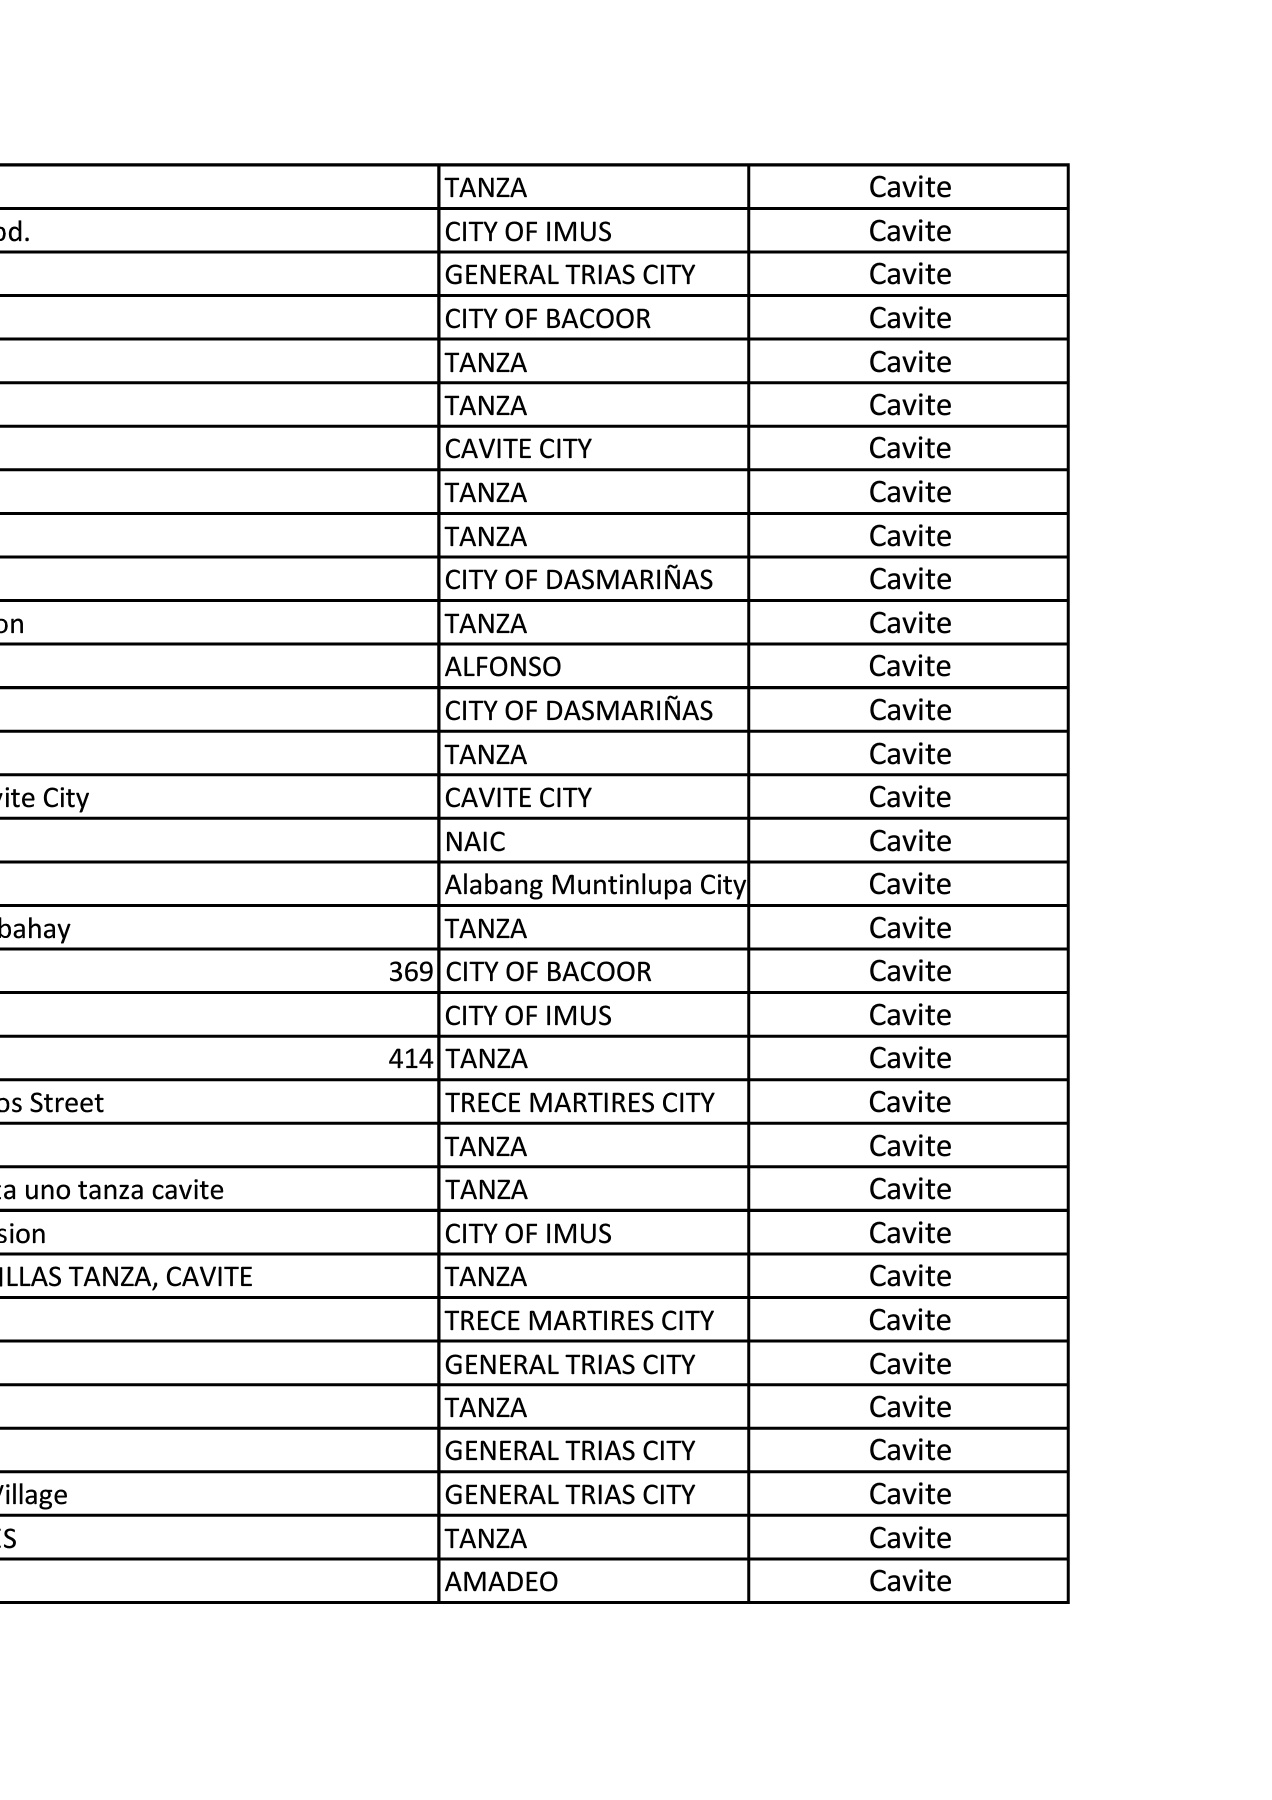 TANZA Cavite
bd. CITY OF IMUS Cavite
GENERAL TRIAS CITY Cavite
CITY OF BACOOR Cavite
TANZA Cavite
TANZA Cavite
CAVITE CITY Cavite
TANZA Cavite
TANZA Cavite
CITY OF DASMARIÑAS Cavite
on TANZA Cavite
ALFONSO Cavite
CITY OF DASMARIÑAS Cavite
TANZA Cavite
vite City CAVITE CITY Cavite
NAIC Cavite
Alabang Muntinlupa City Cavite
bahay TANZA Cavite
369 CITY OF BACOOR Cavite
CITY OF IMUS Cavite
414 TANZA Cavite
os Street TRECE MARTIRES CITY Cavite
TANZA Cavite
ta uno tanza cavite TANZA Cavite
sion CITY OF IMUS Cavite
ILLAS TANZA, CAVITE TANZA Cavite
TRECE MARTIRES CITY Cavite
GENERAL TRIAS CITY Cavite
TANZA Cavite
GENERAL TRIAS CITY Cavite
Village GENERAL TRIAS CITY Cavite
ES TANZA Cavite
AMADEO Cavite